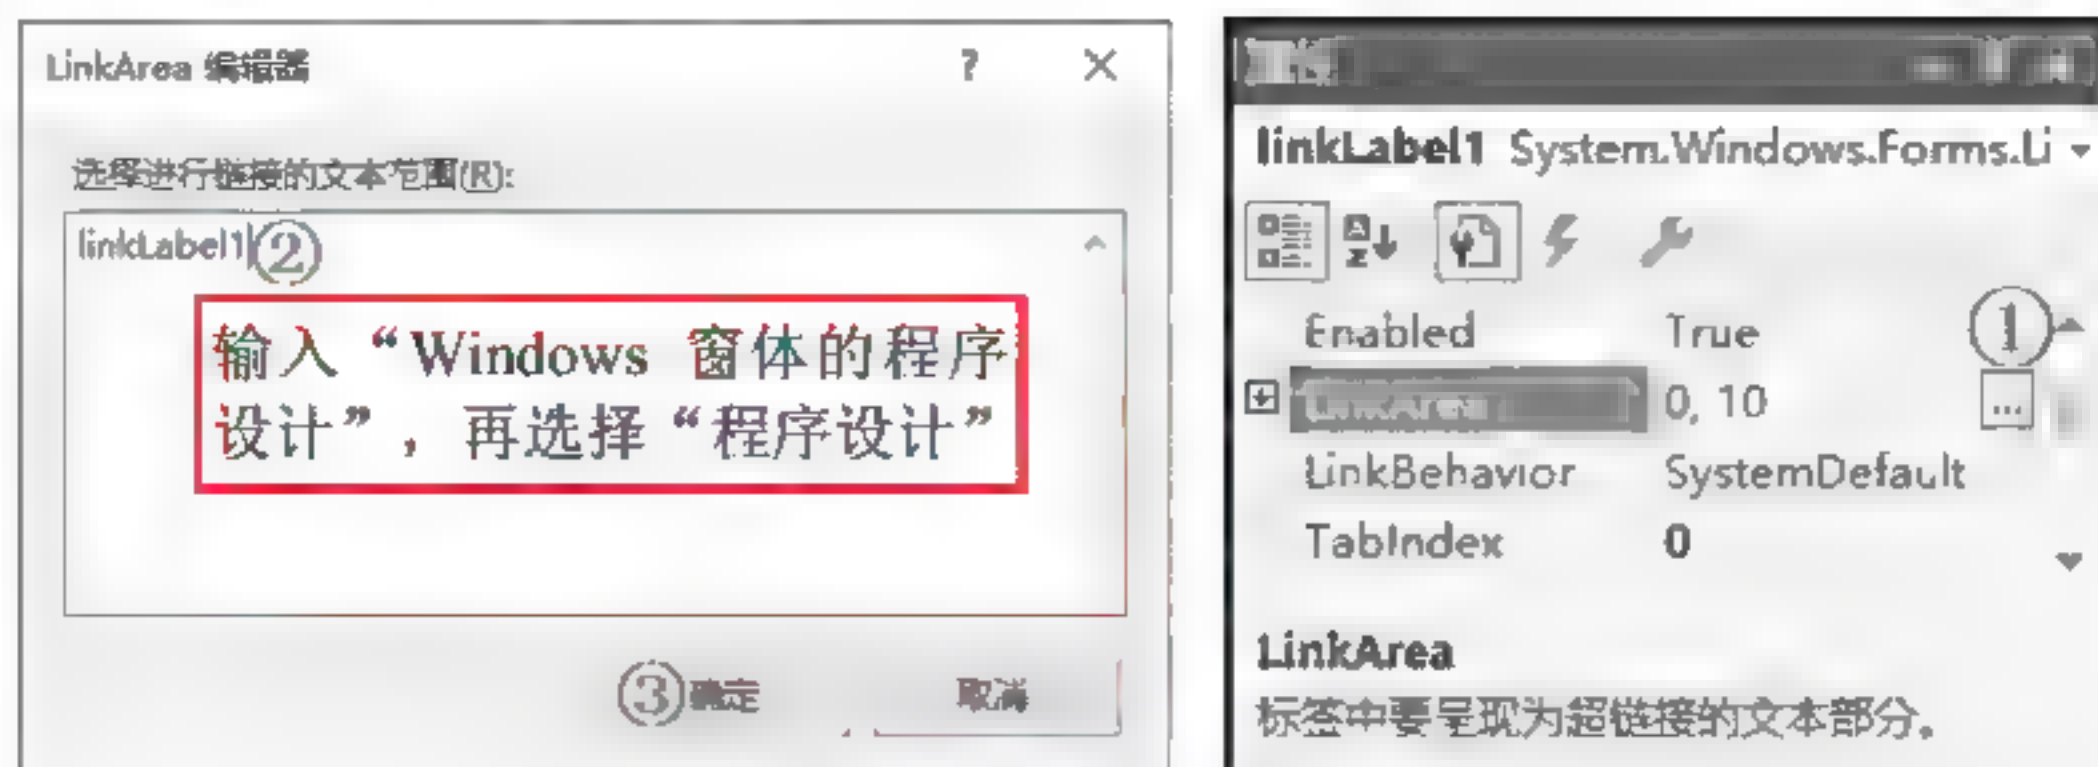 LinkArea 编辑器 ? ×
选择进行链接的文本范围(R):
linkLabel1 ②
输入“Windows 窗体的程序
设计”，再选择“程序设计”
③ 确定 取消
linkLabel1 System.Windows.Forms.Li
Enabled True ①
LinkArea 0, 10 ...
LinkBehavior SystemDefault
TabIndex 0
LinkArea
标签中要呈现为超链接的文本部分。